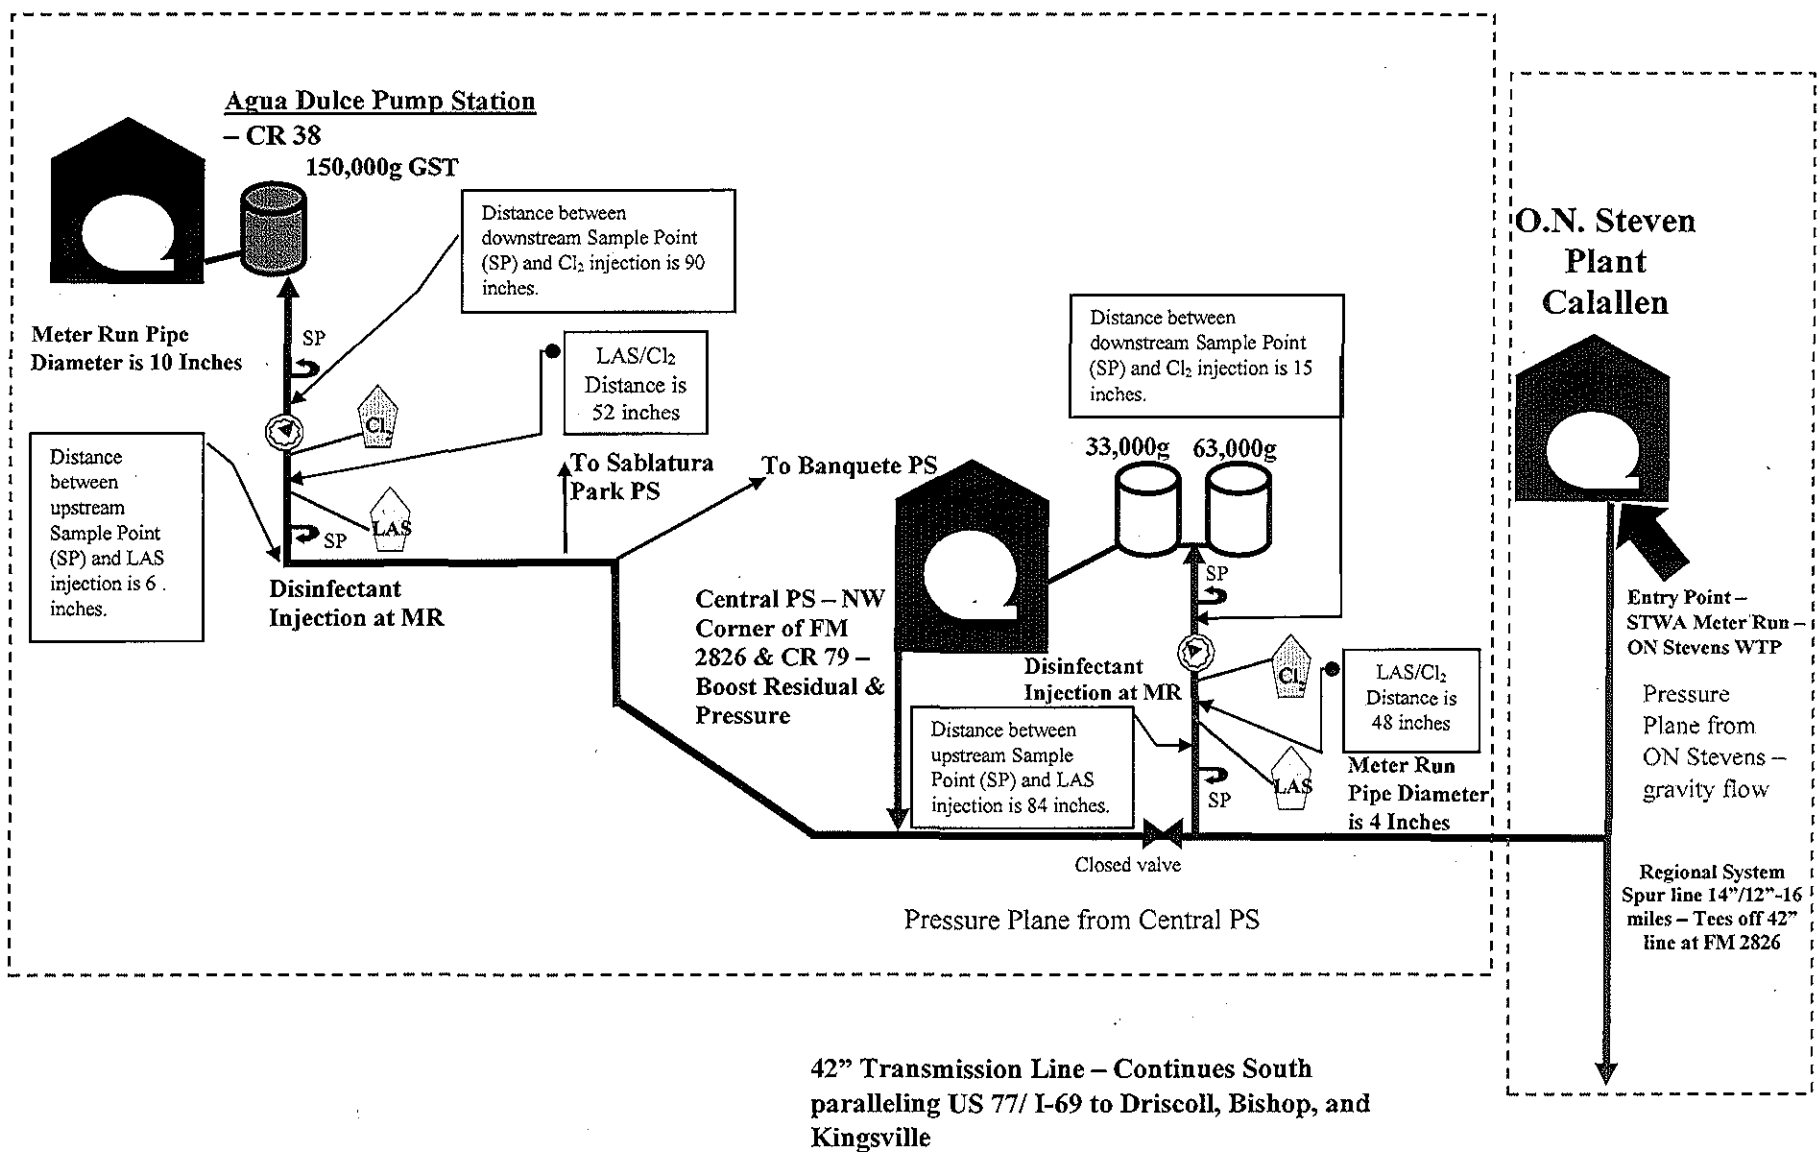 Agua Dulce Pump Station
– CR 38
150,000g GST
Meter Run Pipe
Diameter is 10 Inches
Distance between
downstream Sample Point
(SP) and Cl₂ injection is 90
inches.
SP
LAS/Cl₂
Distance is
52 inches
Cl₂
LAS
SP
Distance
between
upstream
Sample Point
(SP) and LAS
injection is 6 .
inches.
Disinfectant
Injection at MR
To Sablatura
Park PS
To Banquete PS
Central PS – NW
Corner of FM
2826 & CR 79 –
Boost Residual &
Pressure
Distance between
downstream Sample Point
(SP) and Cl₂ injection is 15
inches.
33,000g
63,000g
SP
Disinfectant
Injection at MR
Cl₂
LAS/Cl₂
Distance is
48 inches
Distance between
upstream Sample
Point (SP) and LAS
injection is 84 inches.
SP
LAS
Meter Run
Pipe Diameter
is 4 Inches
Closed valve
Pressure Plane from Central PS
O.N. Steven
Plant
Calallen
Entry Point –
STWA Meter Run –
ON Stevens WTP
Pressure
Plane from
ON Stevens –
gravity flow
Regional System
Spur line 14”/12”-16
miles – Tees off 42”
line at FM 2826
42” Transmission Line – Continues South
paralleling US 77/ I-69 to Driscoll, Bishop, and
Kingsville